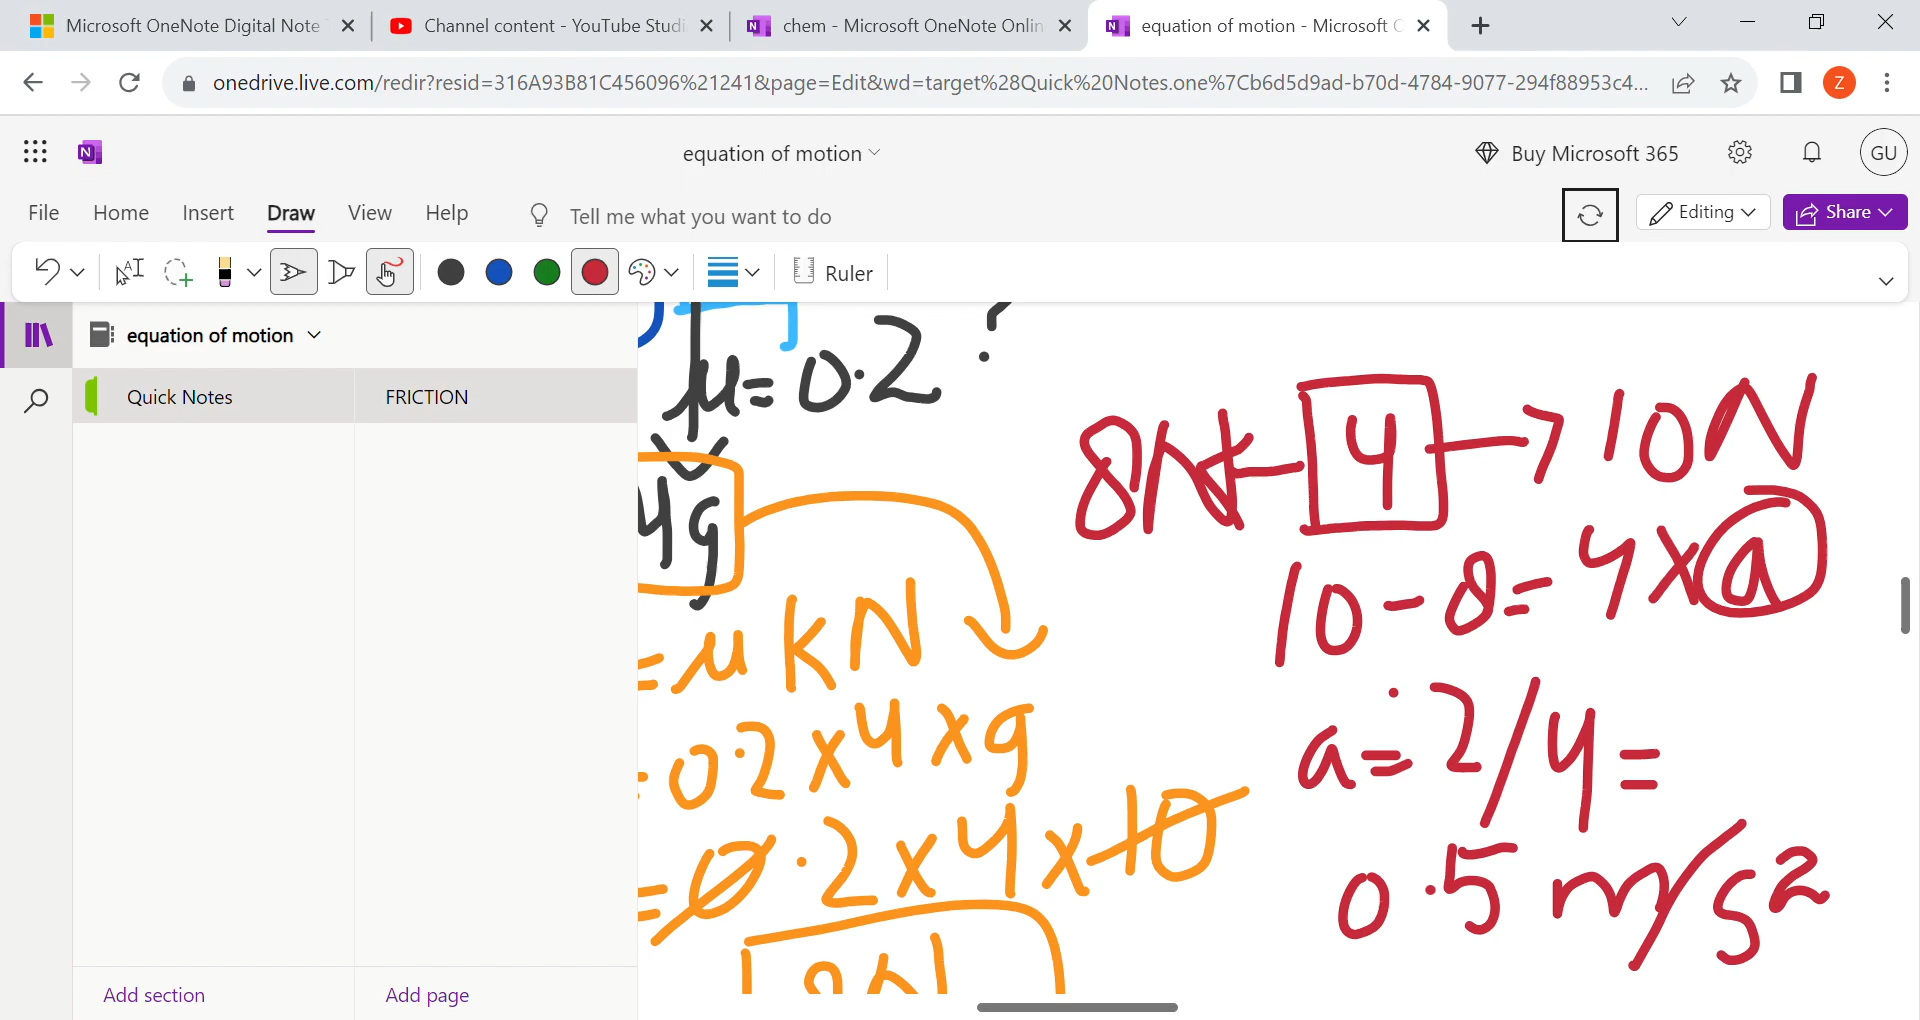 Microsoft OneNote Digital Note T
Channel content - YouTube Studi
chem - Microsoft OneNote Onlin
equation of motion - Microsoft O
onedrive.live.com/redir?resid=316A93B81C456096%21241&page=Edit&wd=target%28Quick%20Notes.one%7Cb6d5d9ad-b70d-4784-9077-294f88953c4...
Z
equation of motion
Buy Microsoft 365
GU
File Home Insert Draw View Help
Tell me what you want to do
Editing
Share
Ruler
equation of motion
Quick Notes
FRICTION
Add section
Add page
μ= 0.2 ?
4g
=μkN
=0.2x4xg
=0.2x4x10
8N
8N 4 10N
10-8=4xa
a=2/4=
0.5 m/s2